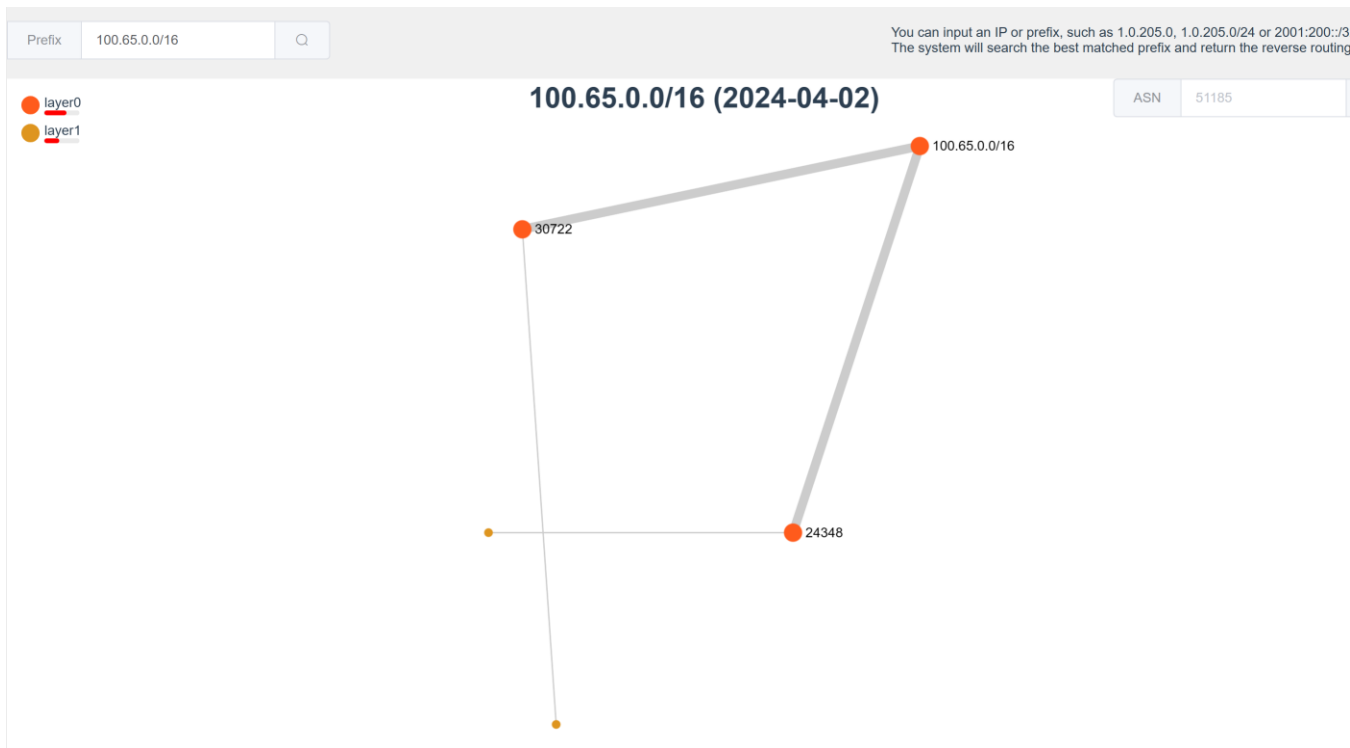 Prefix 100.65.0.0/16
You can input an IP or prefix, such as 1.0.205.0, 1.0.205.0/24 or 2001:200::/3
The system will search the best matched prefix and return the reverse routing
layer0
layer1
100.65.0.0/16 (2024-04-02)
ASN 51185
100.65.0.0/16
30722
24348